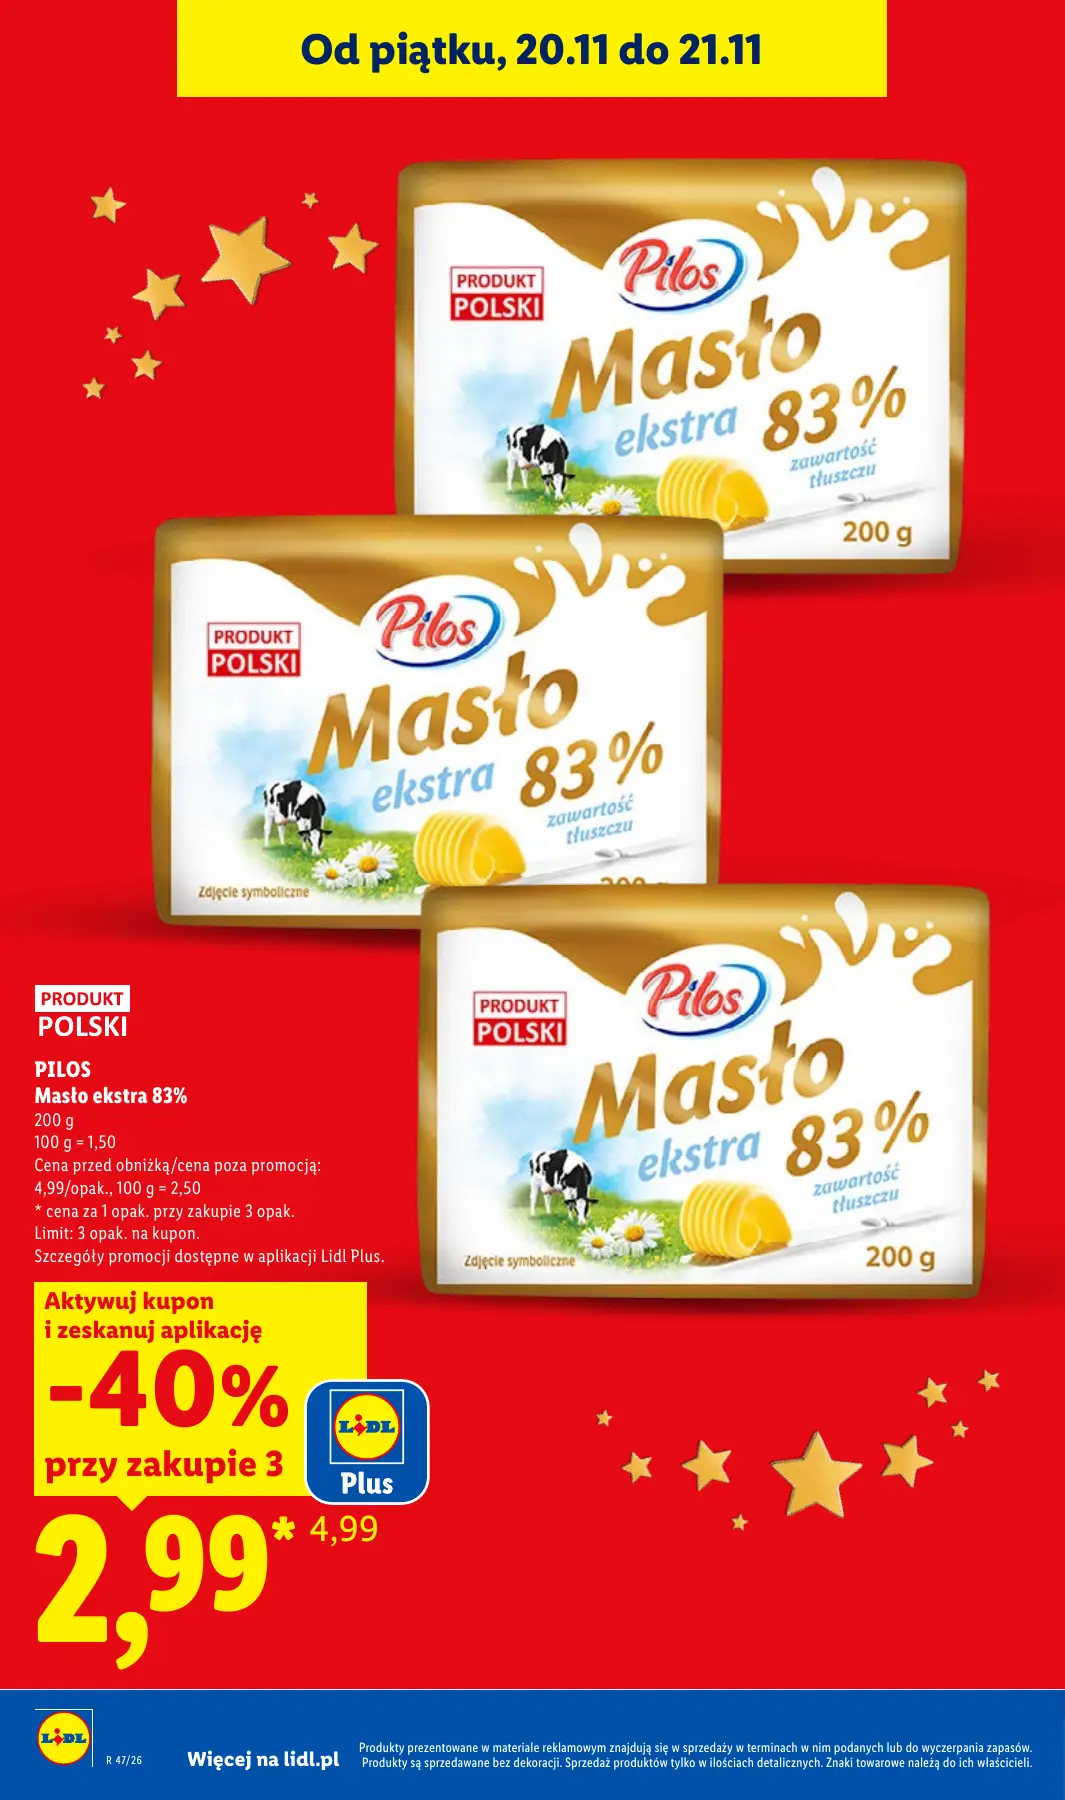 Od piątku, 20.11 do 21.11
PRODUKT
POLSKI
Pilos
Masło
ekstra 83%
zawartość
tłuszczu
200 g
PRODUKT
POLSKI
Pilos
Masło
ekstra 83%
zawartość
tłuszczu
Zdjęcie symboliczne
200 g
PRODUKT
POLSKI
Pilos
Masło
ekstra 83%
zawartość
tłuszczu
Zdjęcie symboliczne
200 g
PRODUKT
POLSKI
PILOS
Masło ekstra 83%
200 g
100 g = 1,50
Cena przed obniżką/cena poza promocją:
4,99/opak., 100 g = 2,50
* cena za 1 opak. przy zakupie 3 opak.
Limit: 3 opak. na kupon.
Szczegóły promocji dostępne w aplikacji Lidl Plus.
Aktywuj kupon
i zeskanuj aplikację
-40%
przy zakupie 3
LIDL
Plus
2,99* 4,99
LIDL
R 47/26
Więcej na lidl.pl
Produkty prezentowane w materiale reklamowym znajdują się w sprzedaży w terminach w nim podanych lub do wyczerpania zapasów.
Produkty są sprzedawane bez dekoracji. Sprzedaż produktów tylko w ilościach detalicznych. Znaki towarowe należą do ich właścicieli.